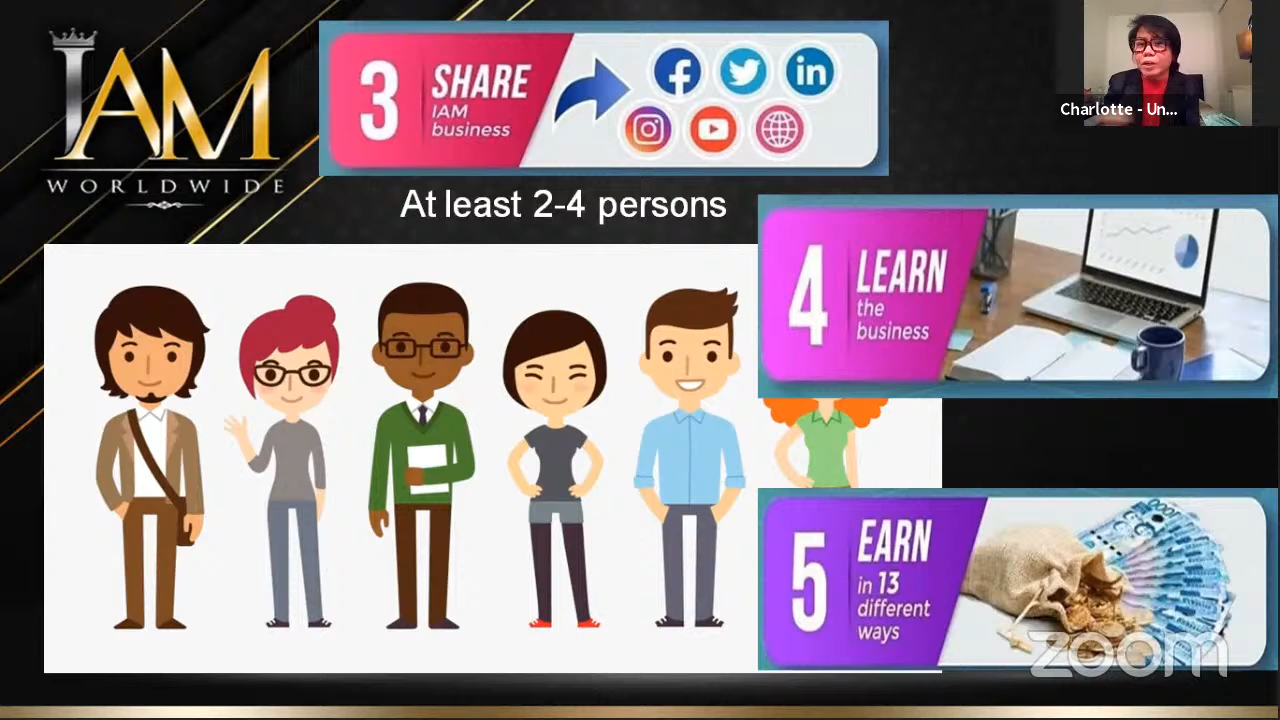 IAM
WORLDWIDE
3
SHARE
IAM
business
At least 2-4 persons
Charlotte - Un...
4
LEARN
the
business
5
EARN
in 13
different
ways
zoom